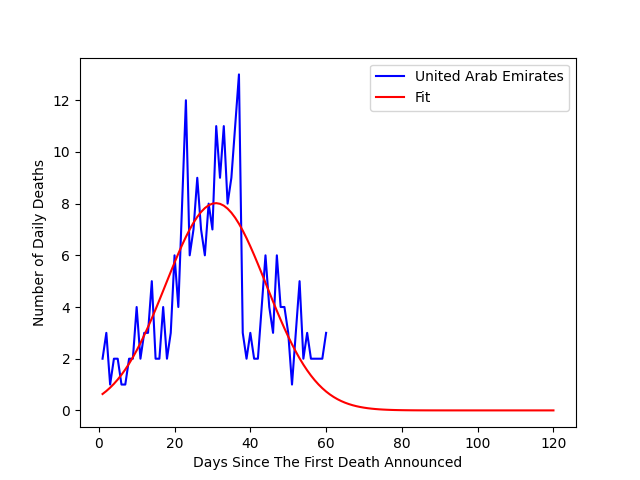 United Arab Emirates
Fit
Number of Daily Deaths
12
10
8
6
4
2
0
0 20 40 60 80 100 120
Days Since The First Death Announced